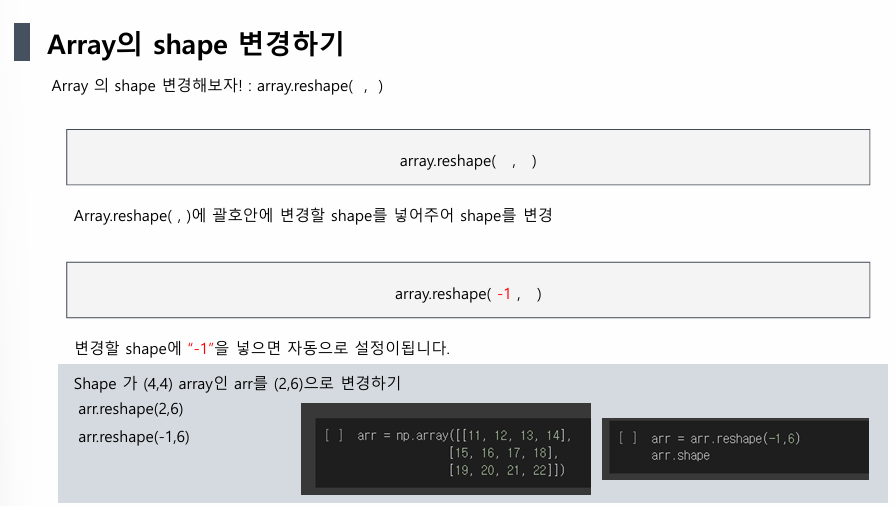 Array의 shape 변경하기
Array 의 shape 변경해보자! : array.reshape( , )
array.reshape( , )
Array.reshape( , )에 괄호안에 변경할 shape를 넣어주어 shape를 변경
array.reshape( -1 , )
변경할 shape에 “-1”을 넣으면 자동으로 설정이됩니다.
Shape 가 (4,4) array인 arr를 (2,6)으로 변경하기
arr.reshape(2,6)
arr.reshape(-1,6)
[ ] arr = np.array([[11, 12, 13, 14],
[15, 16, 17, 18],
[19, 20, 21, 22]])
[ ] arr = arr.reshape(-1,6)
arr.shape